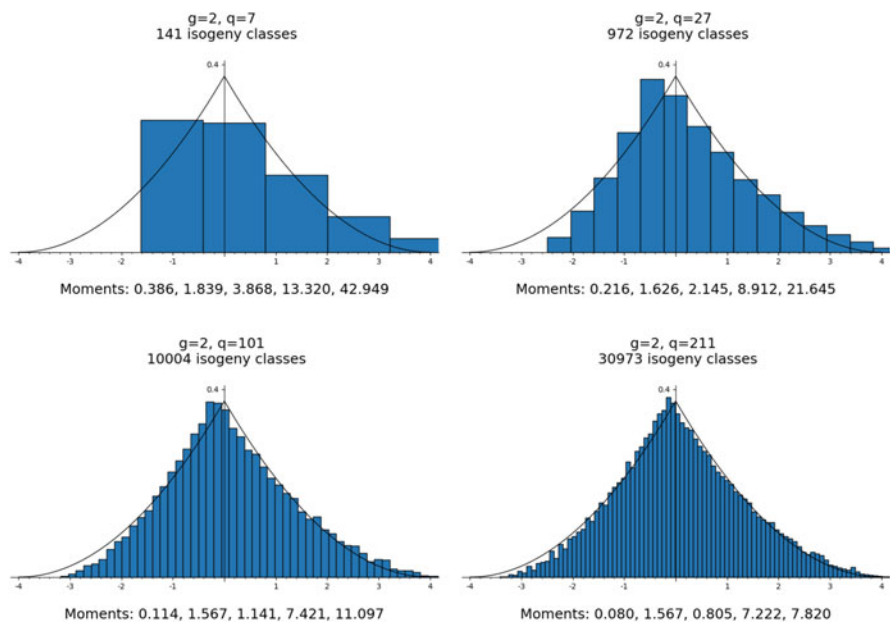 g=2, q=7
141 isogeny classes
0.4
-4 -3 -2 -1 1 2 3 4
Moments: 0.386, 1.839, 3.868, 13.320, 42.949
g=2, q=27
972 isogeny classes
0.4
-4 -3 -2 -1 1 2 3 4
Moments: 0.216, 1.626, 2.145, 8.912, 21.645
g=2, q=101
10004 isogeny classes
0.4
-4 -3 -2 -1 1 2 3 4
Moments: 0.114, 1.567, 1.141, 7.421, 11.097
g=2, q=211
30973 isogeny classes
0.4
-4 -3 -2 -1 1 2 3 4
Moments: 0.080, 1.567, 0.805, 7.222, 7.820